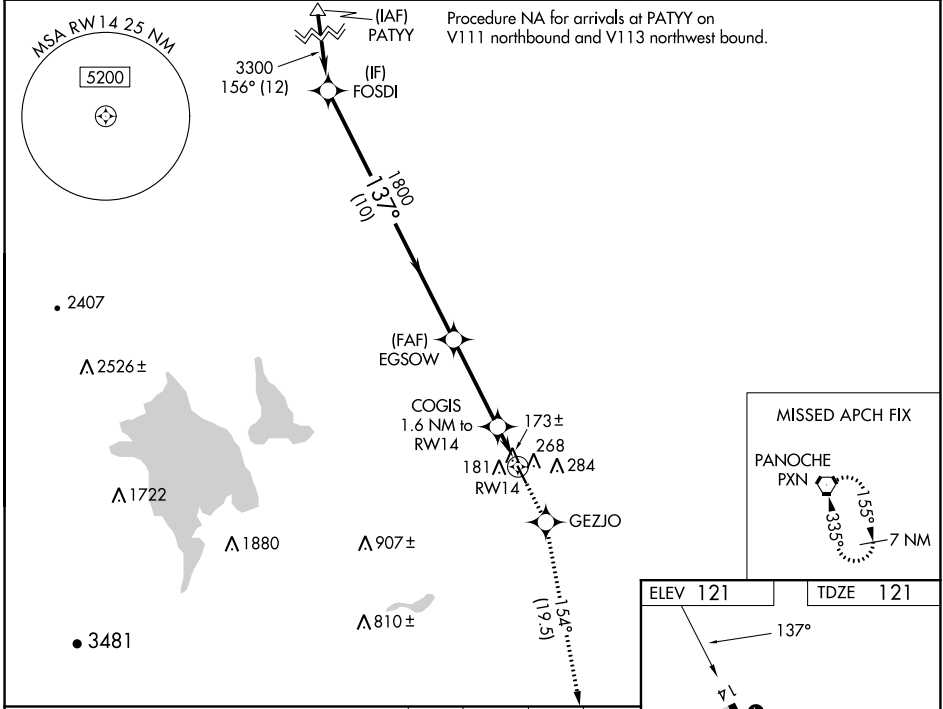 MSA RW14 25 NM
5200
(IAF)
PATYY
Procedure NA for arrivals at PATYY on
V111 northbound and V113 northwest bound.
3300
156° (12)
(IF)
FOSDI
1800
137°
(10)
2407
2526±
(FAF)
EGSOW
COGIS
1.6 NM to
RW14
173±
268
181
284
RW14
1722
1880
907±
GEZJO
810±
3481
154°
(19.5)
MISSED APCH FIX
PANOCHE
PXN
155°
335°
7 NM
ELEV 121
TDZE 121
137°
14